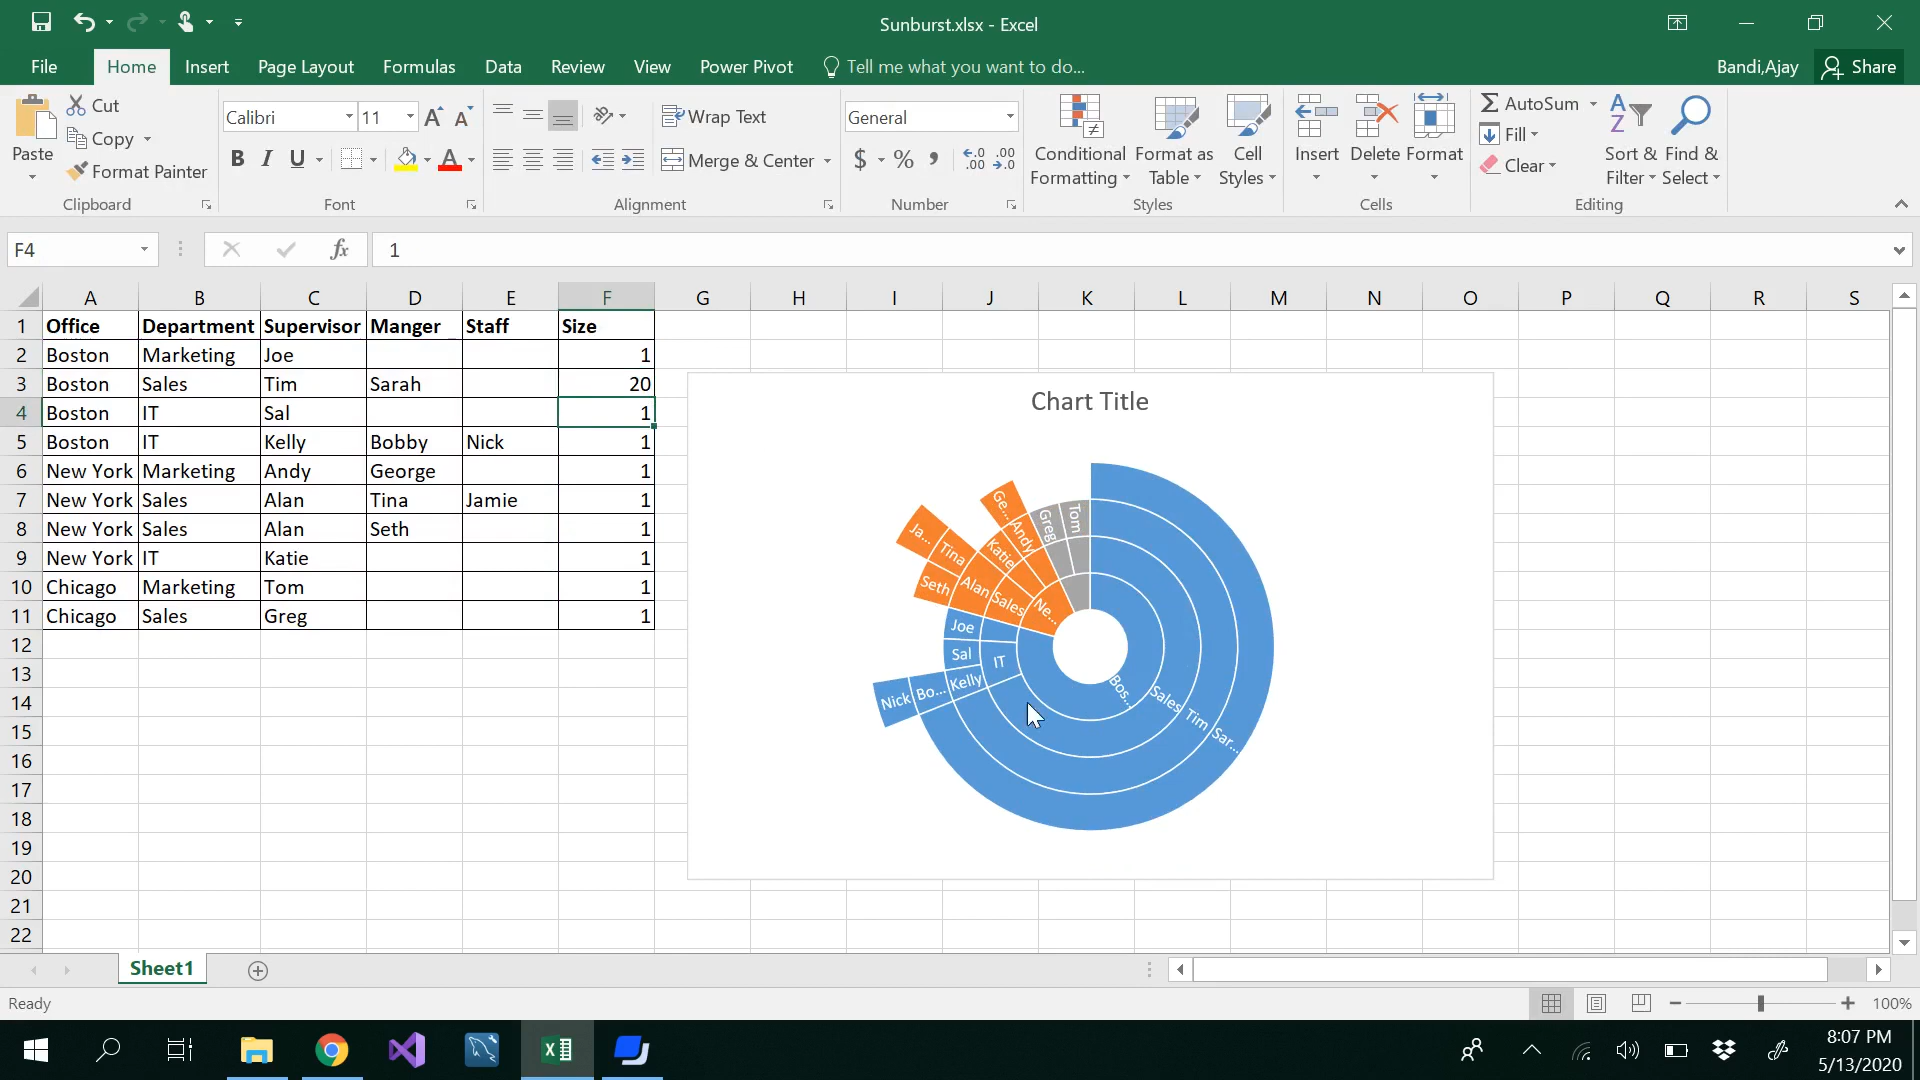 Sunburst.xlsx - Excel
File Home Insert Page Layout Formulas Data Review View Power Pivot Tell me what you want to do... Bandi,Ajay Share
Paste
Cut
Copy
Format Painter
Clipboard
Calibri 11
B I U
Font
Wrap Text
Merge & Center
Alignment
General
$ % ,
Number
Conditional Formatting
Format as Table
Cell Styles
Styles
Insert Delete Format
Cells
AutoSum
Fill
Clear
Sort & Filter
Find & Select
Editing
F4 fx 1
A B C D E F G H I J K L M N O P Q R S
1 Office Department Supervisor Manger Staff Size
2 Boston Marketing Joe 1
3 Boston Sales Tim Sarah 20
4 Boston IT Sal 1
5 Boston IT Kelly Bobby Nick 1
6 New York Marketing Andy George 1
7 New York Sales Alan Tina Jamie 1
8 New York Sales Alan Seth 1
9 New York IT Katie 1
10 Chicago Marketing Tom 1
11 Chicago Sales Greg 1
12
13
14
15
16
17
18
19
20
21
22
Chart Title
Ge...
Andy
Greg
Tom
Ja...
Tina
Katie
Seth
Alan
Sales
Ne...
Joe
Sal
IT
Kelly
Bo...
Nick
Bos...
Sales
Tim
Sar...
Sheet1
Ready
100%
8:07 PM
5/13/2020